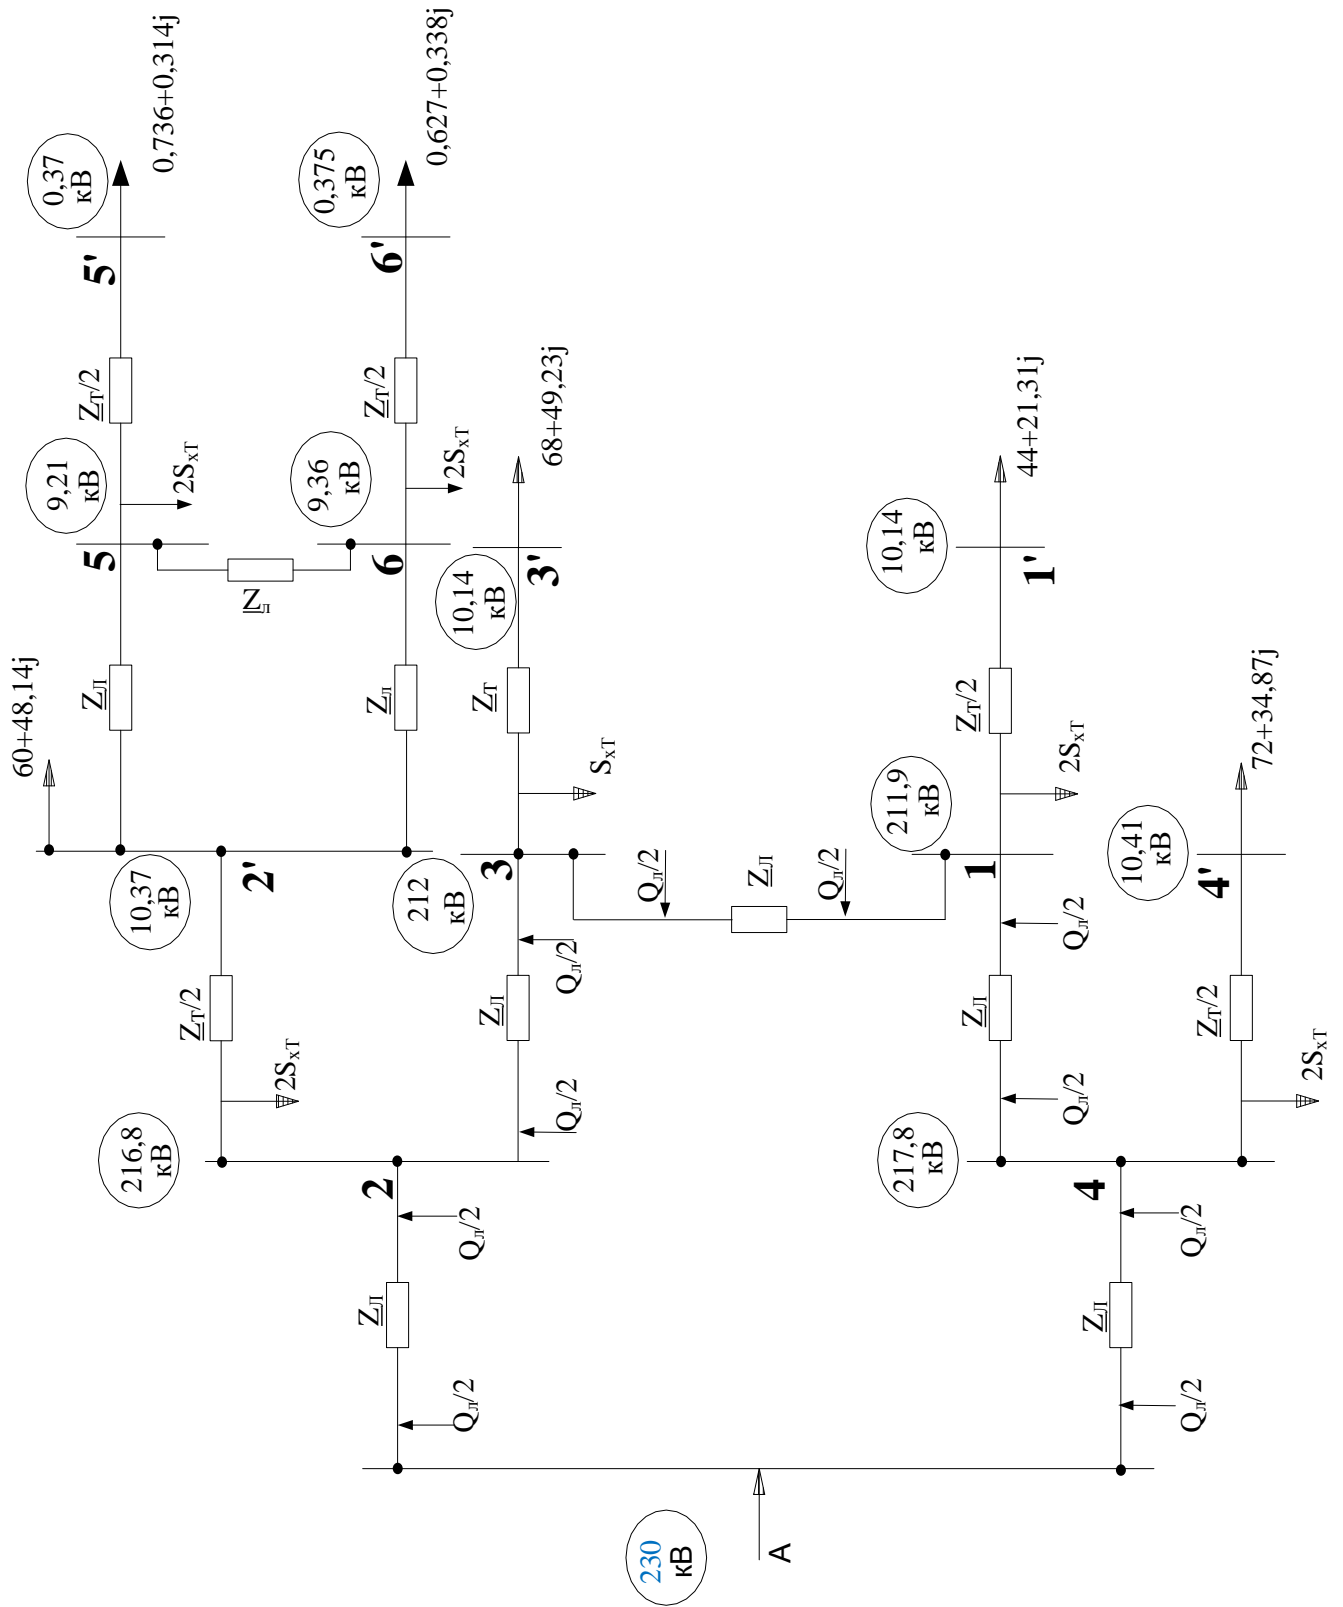 0,37
кВ
0,736+0,314j
5'
Z_Т/2
9,21
кВ
2S_хТ
5
Z_л
Z_Л
60+48,14j
0,375
кВ
0,627+0,338j
6'
Z_Т/2
9,36
кВ
2S_хТ
6
Z_Л
10,37
кВ
2'
Z_Т/2
2S_хТ
216,8
кВ
68+49,23j
10,14
кВ
3'
Z_Т
S_хТ
212
кВ
3
Q_л/2
Z_Л
Q_л/2
2
Q_л/2
Z_Л
Q_л/2
Q_л/2
Z_Л
Q_л/2
44+21,31j
10,14
кВ
1'
Z_Т/2
2S_хТ
211,9
кВ
1
Q_л/2
Z_Л
Q_л/2
217,8
кВ
72+34,87j
10,41
кВ
4'
Z_Т/2
2S_хТ
4
Q_л/2
Z_Л
Q_л/2
230
кВ
А